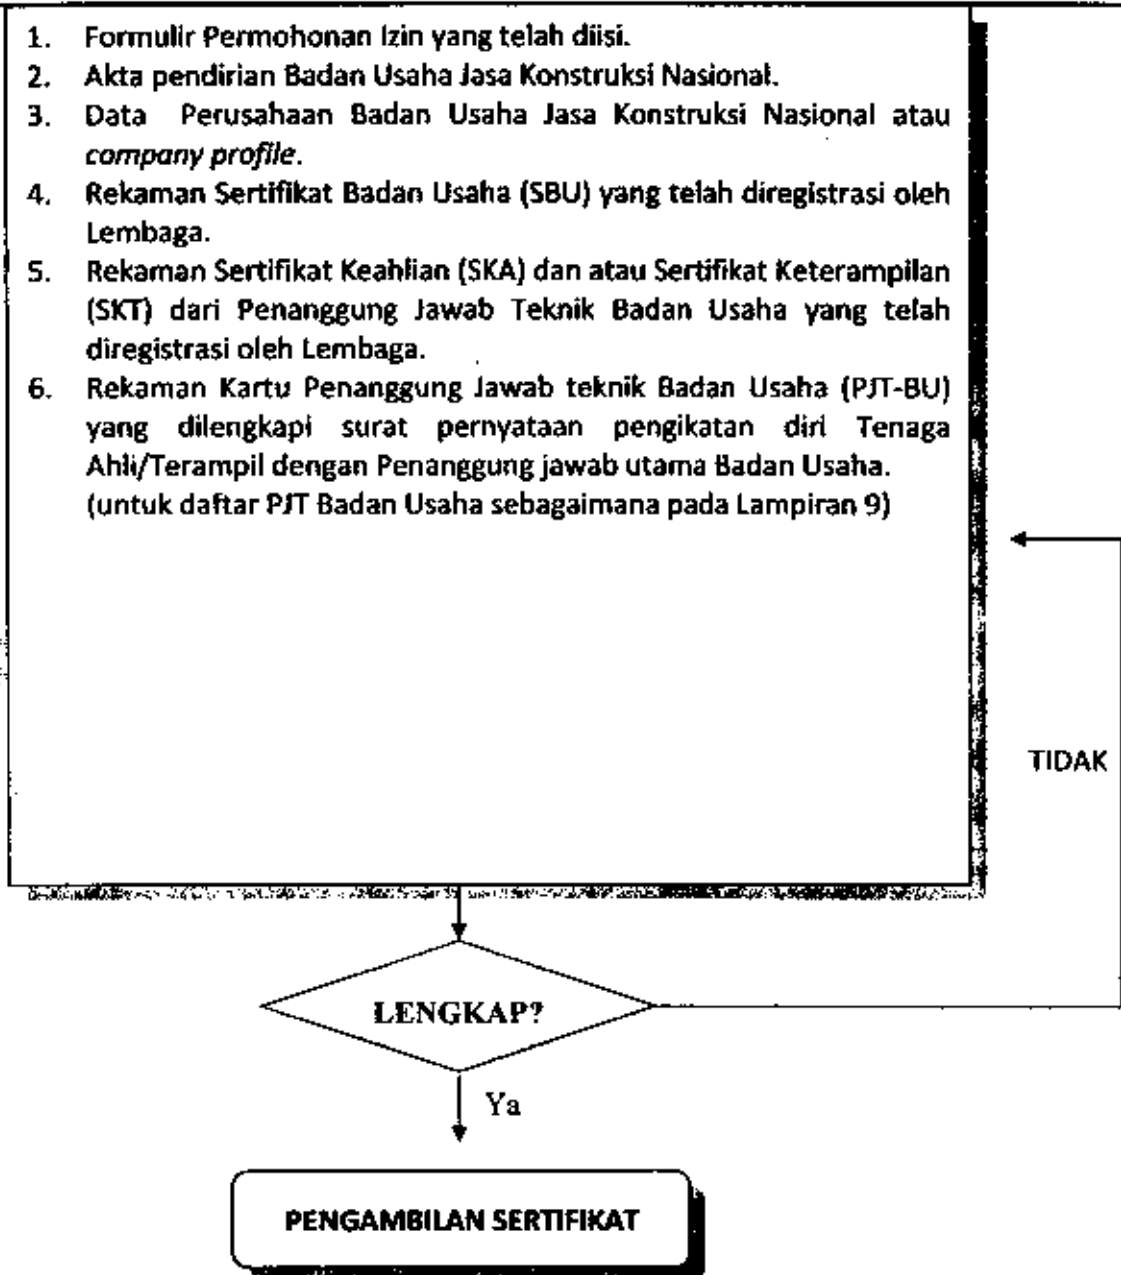 1. Formulir Permohonan Izin yang telah diisi.
2. Akta pendirian Badan Usaha Jasa Konstruksi Nasional.
3. Data Perusahaan Badan Usaha Jasa Konstruksi Nasional atau
company profile.
4. Rekaman Sertifikat Badan Usaha (SBU) yang telah diregistrasi oleh
Lembaga.
5. Rekaman Sertifikat Keahlian (SKA) dan atau Sertifikat Keterampilan
(SKT) dari Penanggung Jawab Teknik Badan Usaha yang telah
diregistrasi oleh Lembaga.
6. Rekaman Kartu Penanggung Jawab teknik Badan Usaha (PJT-BU)
yang dilengkapi surat pernyataan pengikatan diri Tenaga
Ahli/Terampil dengan Penanggung jawab utama Badan Usaha.
(untuk daftar PJT Badan Usaha sebagaimana pada Lampiran 9)
TIDAK
LENGKAP?
Ya
PENGAMBILAN SERTIFIKAT